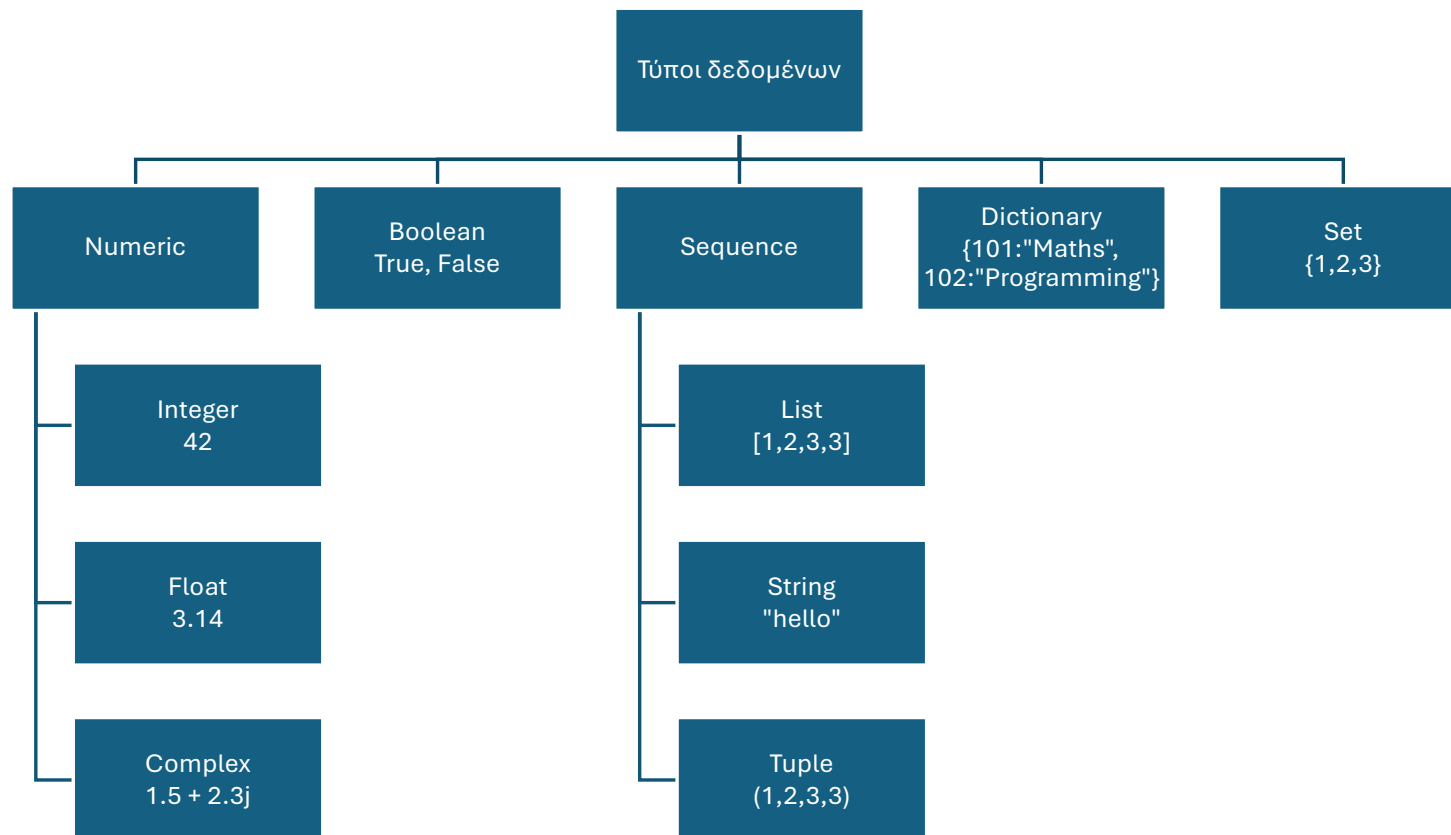 Τύποι δεδομένων
Numeric
Boolean
True, False
Sequence
Dictionary
{101:"Maths",
102:"Programming"}
Set
{1,2,3}
Integer
42
Float
3.14
Complex
1.5 + 2.3j
List
[1,2,3,3]
String
"hello"
Tuple
(1,2,3,3)